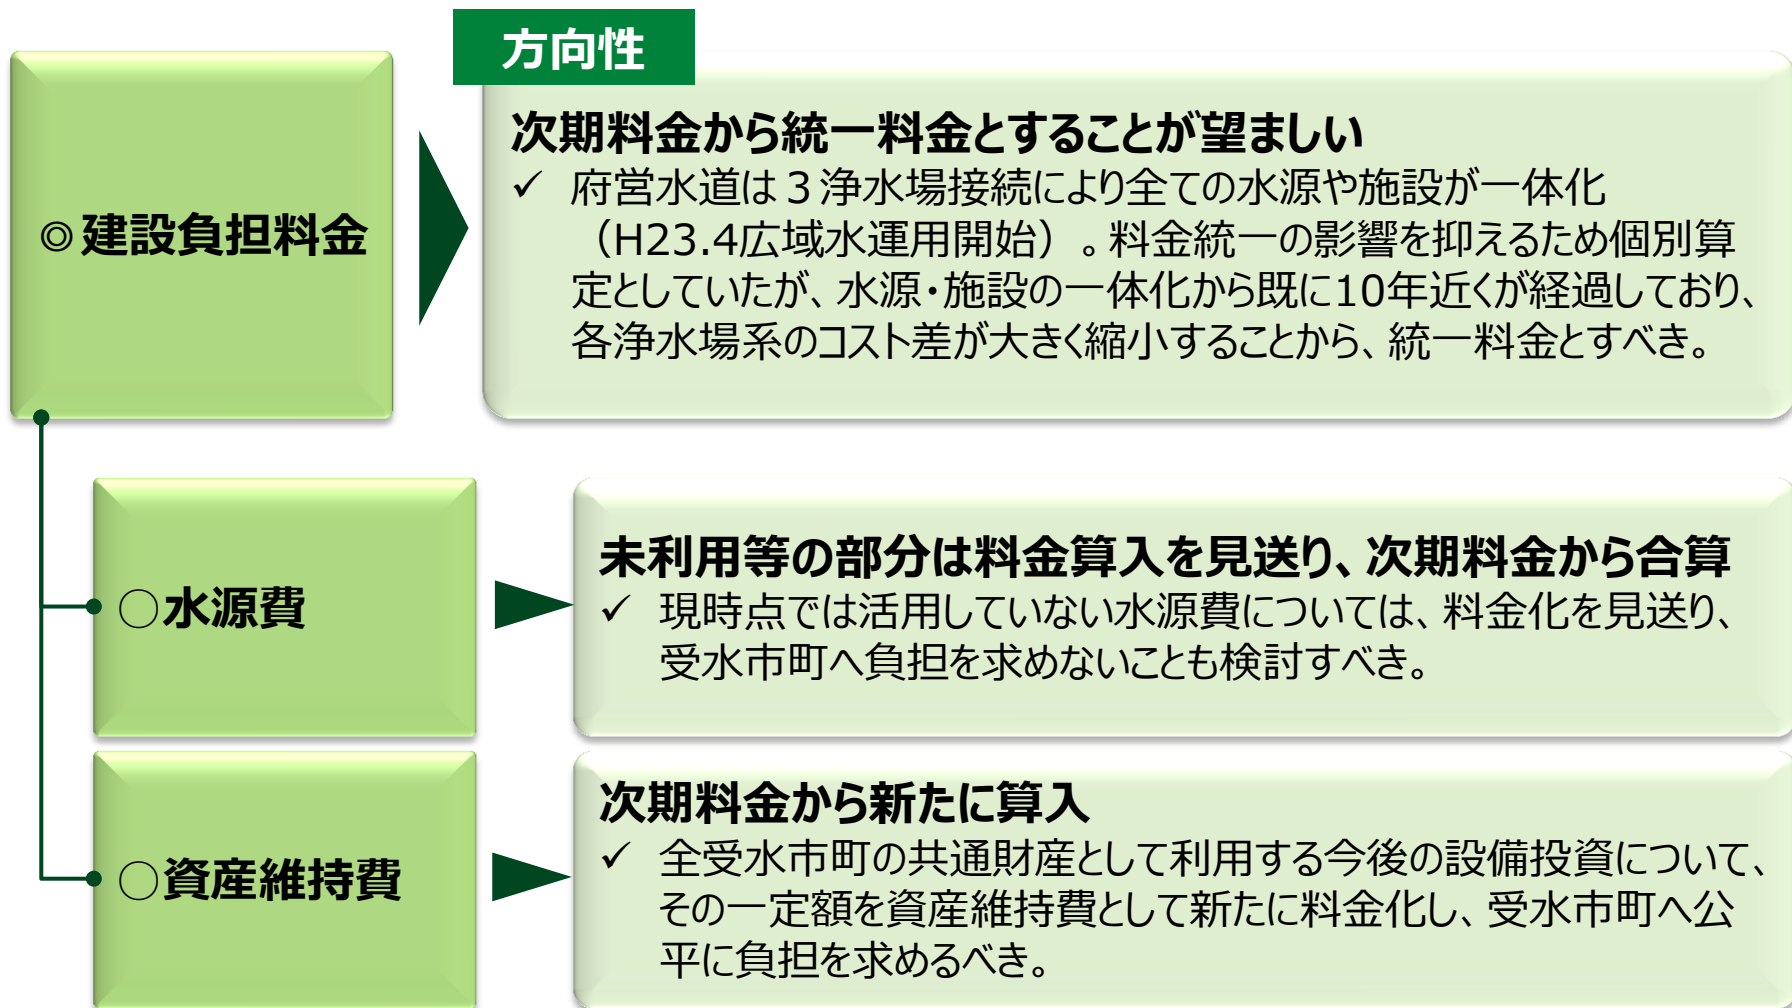 方向性
◎建設負担料金
次期料金から統一料金とすることが望ましい
✓ 府営水道は３浄水場接続により全ての水源や施設が一体化
（H23.4広域水運用開始）。料金統一の影響を抑えるため個別算
定としていたが、水源・施設の一体化から既に10年近くが経過しており、
各浄水場系のコスト差が大きく縮小することから、統一料金とすべき。
○水源費
未利用等の部分は料金算入を見送り、次期料金から合算
✓ 現時点では活用していない水源費については、料金化を見送り、
受水市町へ負担を求めないことも検討すべき。
○資産維持費
次期料金から新たに算入
✓ 全受水市町の共通財産として利用する今後の設備投資について、
その一定額を資産維持費として新たに料金化し、受水市町へ公
平に負担を求めるべき。